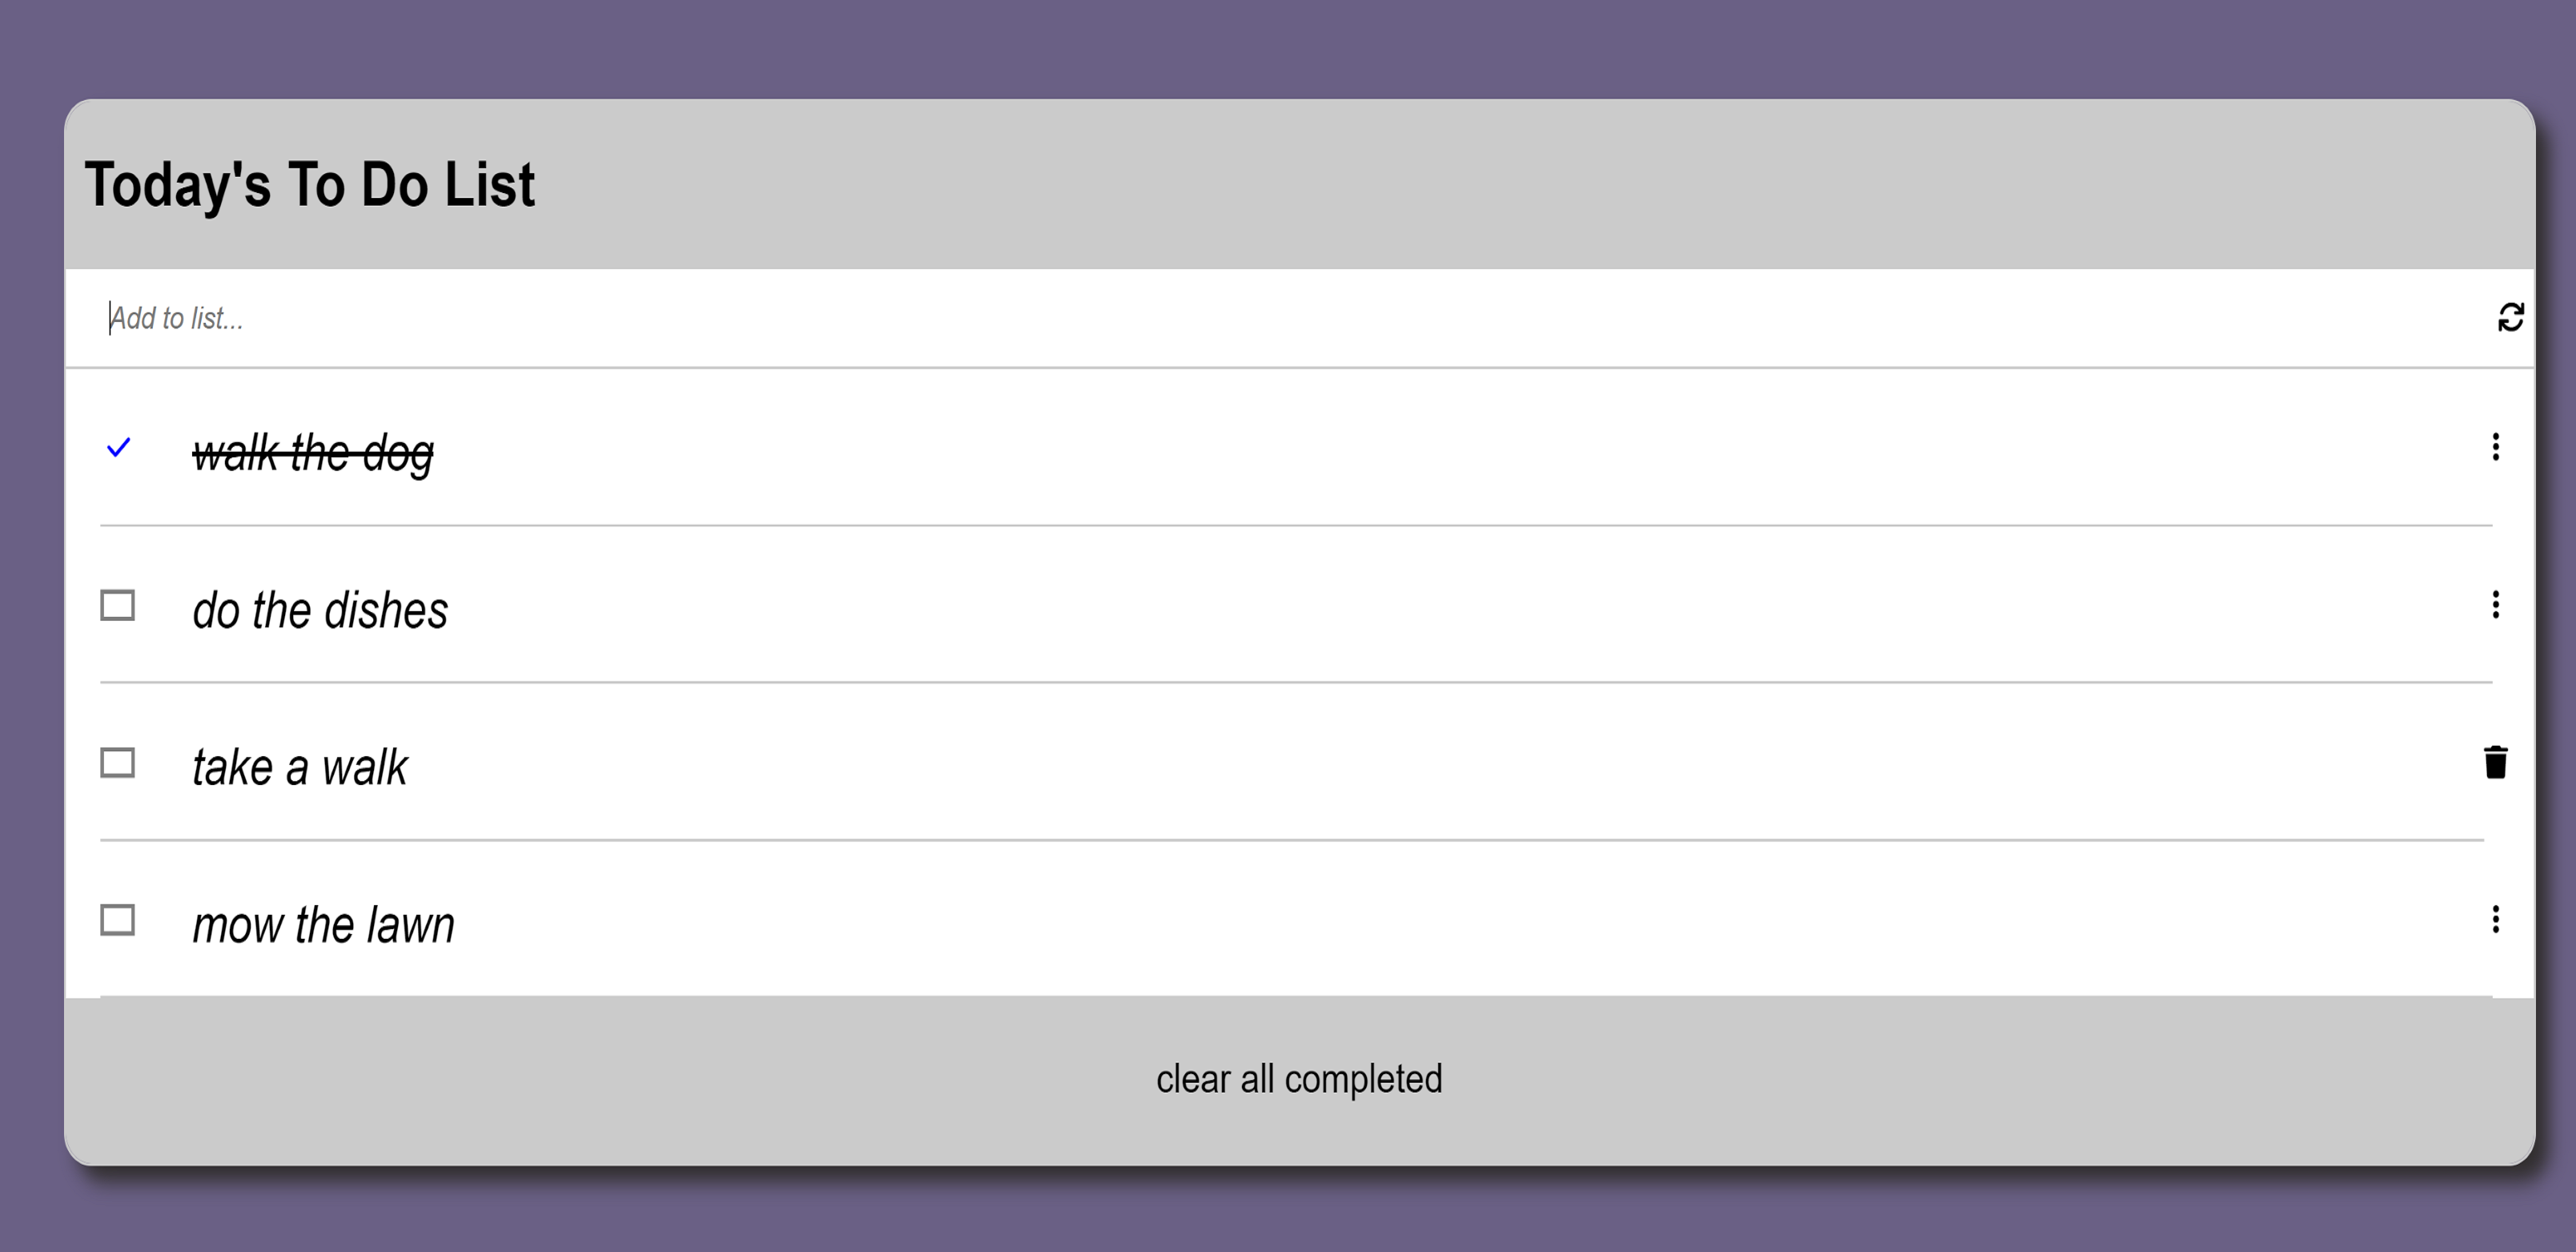 Today's To Do List
Add to list...
walk the dog
do the dishes
take a walk
mow the lawn
clear all completed